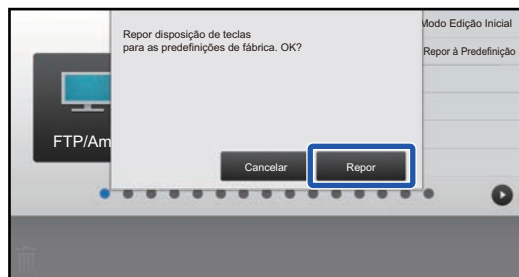 Repor disposição de teclas
para as predefinições de fábrica. OK?
Modo Edição Inicial
Repor à Predefinição
FTP/Am
Cancelar
Repor